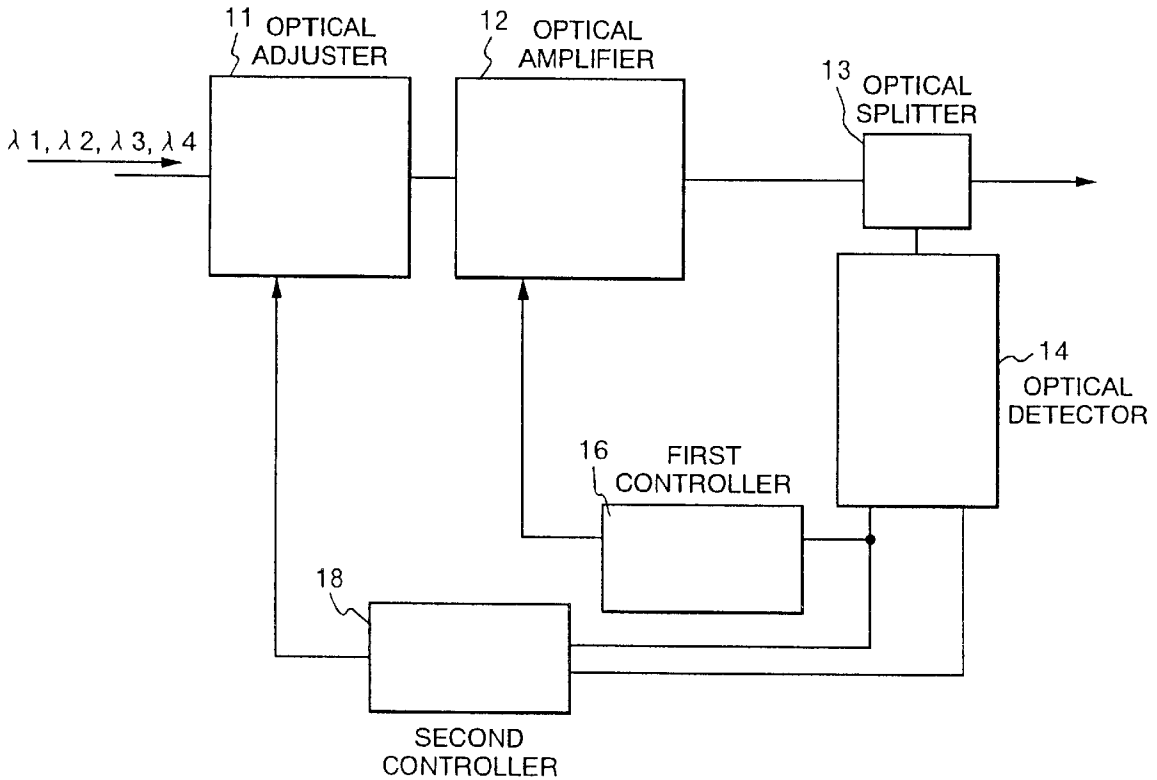 11
OPTICAL
ADJUSTER
12
OPTICAL
AMPLIFIER
13
OPTICAL
SPLITTER
λ1, λ2, λ3, λ4
14
OPTICAL
DETECTOR
16
FIRST
CONTROLLER
18
SECOND
CONTROLLER